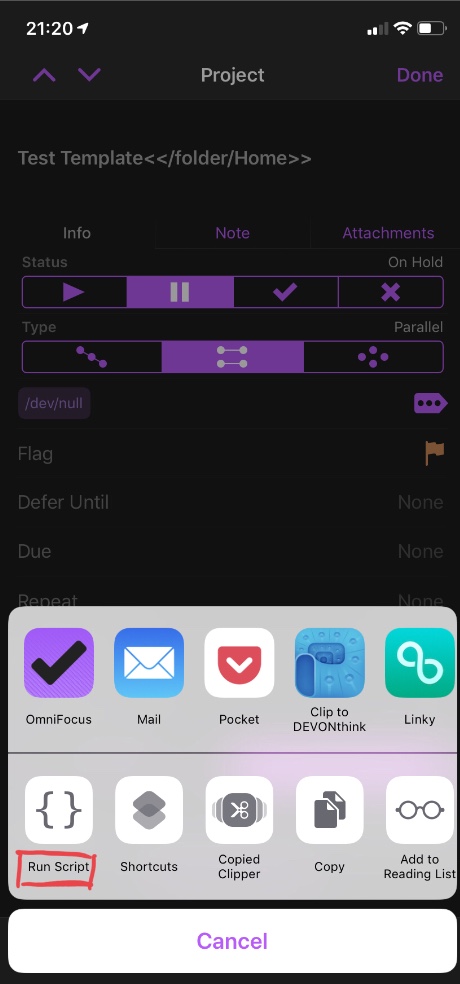 21:20
Project
Done
Test Template<</folder/Home>>
Info
Note
Attachments
Status
On Hold
Type
Parallel
/dev/null
Flag
Defer Until
None
Due
None
Repeat
None
OmniFocus
Mail
Pocket
Clip to
DEVONthink
Linky
Run Script
Shortcuts
Copied
Clipper
Copy
Add to
Reading List
Cancel